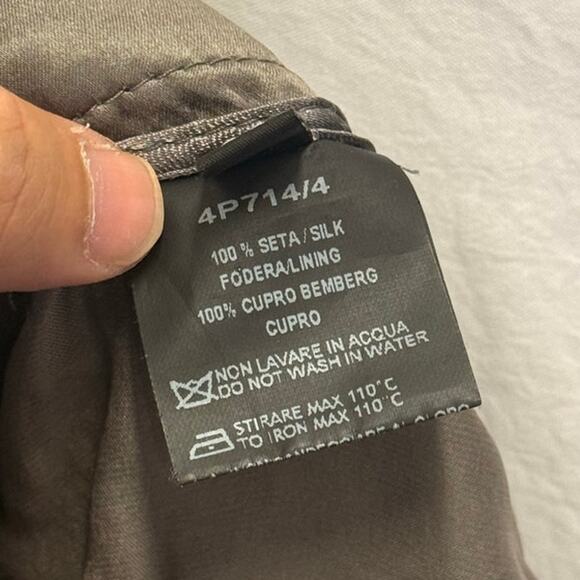 4P714/4
100 % SETA / SILK
FODERA/LINING
100% CUPRO BEMBERG
CUPRO
NON LAVARE IN ACQUA
DO NOT WASH IN WATER
STIRARE MAX 110°C
TO IRON MAX 110°C